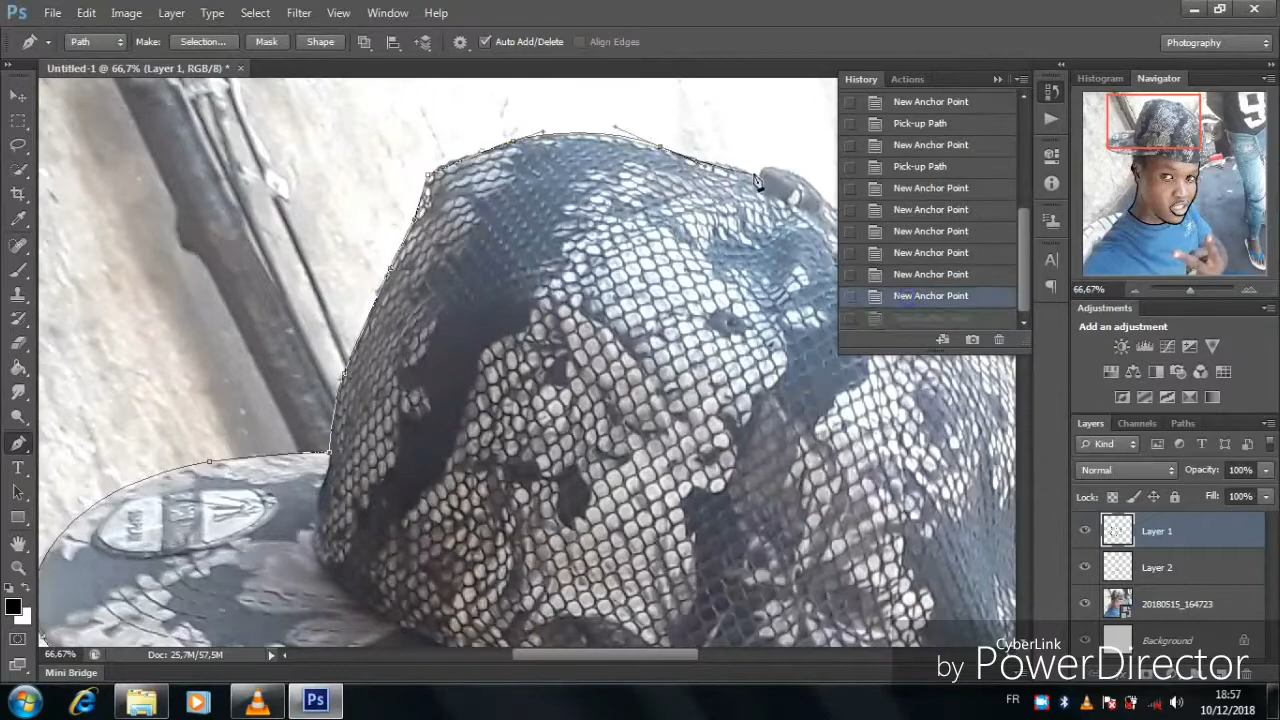 Ps File Edit Image Layer Type Select Filter View Window Help
Path Make: Selection... Mask Shape Auto Add/Delete Align Edges Photography
Untitled-1 @ 66,7% (Layer 1, RGB/8) * ×
History Actions
New Anchor Point
Pick-up Path
New Anchor Point
Pick-up Path
New Anchor Point
New Anchor Point
New Anchor Point
New Anchor Point
New Anchor Point
New Anchor Point
Histogram Navigator
66,67%
Adjustments
Add an adjustment
Layers Channels Paths
Kind
Normal Opacity: 100%
Lock: Fill: 100%
Layer 1
Layer 2
20180515_164723
Background
66.67% Doc: 25,7M/57,5M
Mini Bridge
CyberLink
by PowerDirector
FR 18:57
10/12/2018